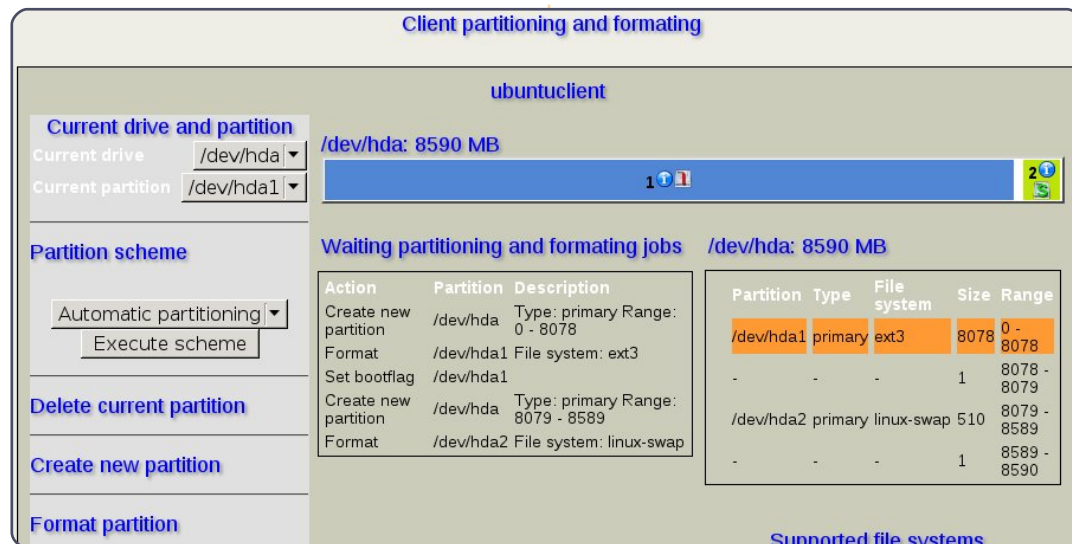 Client partitioning and formating
ubuntuclient
Current drive and partition
Current drive /dev/hda
Current partition /dev/hda1
/dev/hda: 8590 MB
1
2
Partition scheme
Automatic partitioning
Execute scheme
Delete current partition
Create new partition
Format partition
Waiting partitioning and formating jobs
Action Partition Description
Create new partition /dev/hda Type: primary Range: 0 - 8078
Format /dev/hda1 File system: ext3
Set bootflag /dev/hda1
Create new partition /dev/hda Type: primary Range: 8079 - 8589
Format /dev/hda2 File system: linux-swap
/dev/hda: 8590 MB
Partition Type File system Size Range
/dev/hda1 primary ext3 8078 0 - 8078
- - - 1 8078 - 8079
/dev/hda2 primary linux-swap 510 8079 - 8589
- - - 1 8589 - 8590
Supported file systems